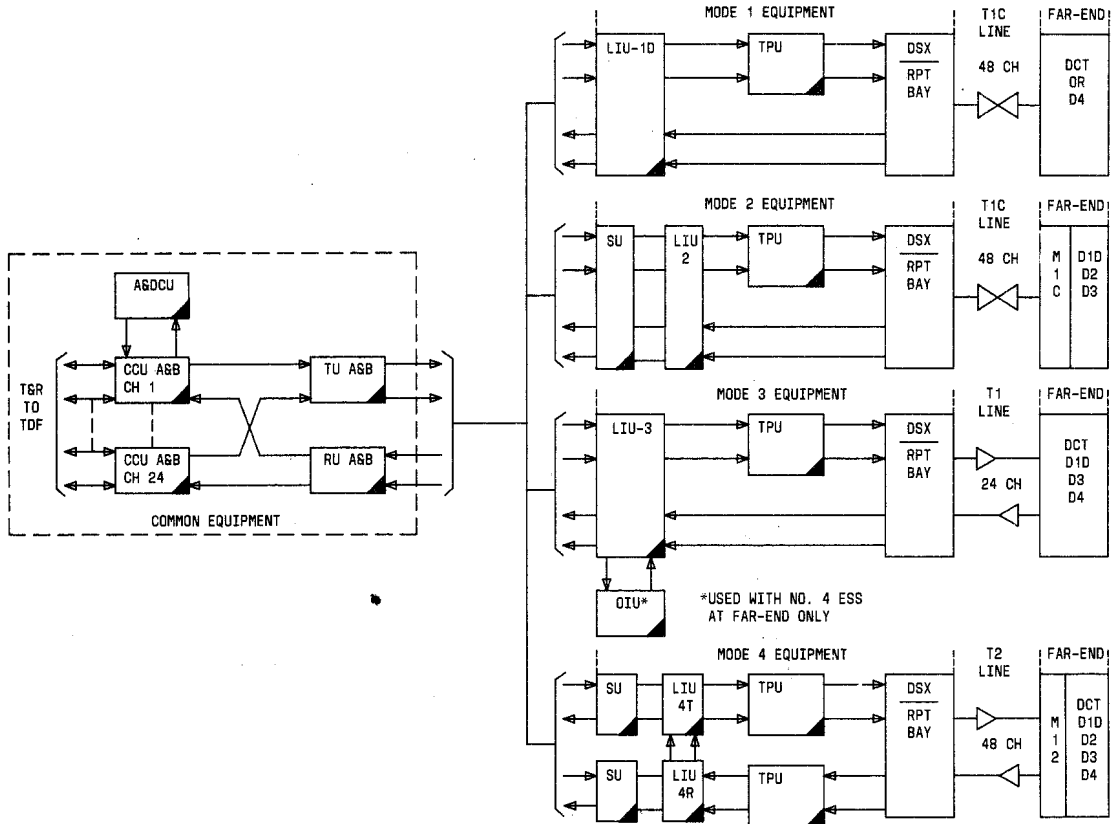 MODE 1 EQUIPMENT
T1C
LINE
FAR-END
LIU-1D
TPU
DSX
RPT
BAY
48 CH
DCT
OR
D4
MODE 2 EQUIPMENT
T1C
LINE
FAR-END
SU
LIU
2
TPU
DSX
RPT
BAY
48 CH
M
1
C
D1D
D2
D3
A&DCU
CCU A&B
CH 1
TU A&B
T&R
TO
TDF
CCU A&B
CH 24
RU A&B
COMMON EQUIPMENT
MODE 3 EQUIPMENT
T1
LINE
FAR-END
LIU-3
TPU
DSX
RPT
BAY
24 CH
DCT
D1D
D3
D4
OIU*
*USED WITH NO. 4 ESS
AT FAR-END ONLY
MODE 4 EQUIPMENT
T2
LINE
FAR-END
SU
LIU
4T
TPU
DSX
RPT
BAY
48 CH
M
1
2
DCT
D1D
D2
D3
D4
SU
LIU
4R
TPU